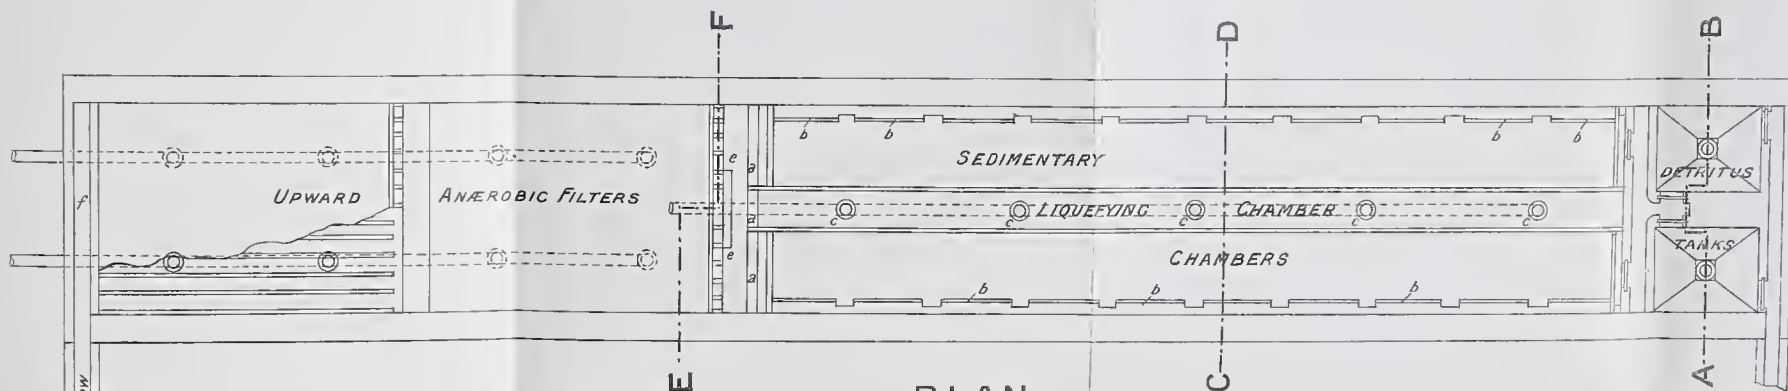 F
D
B
b b b b
SEDIMENTARY
DETRITUS
e a
f UPWARD ANÆROBIC FILTERS
a LIQUEFYING CHAMBER
c c c c c
TANKS
e a
CHAMBERS
b b b
E
PLAN
C
A